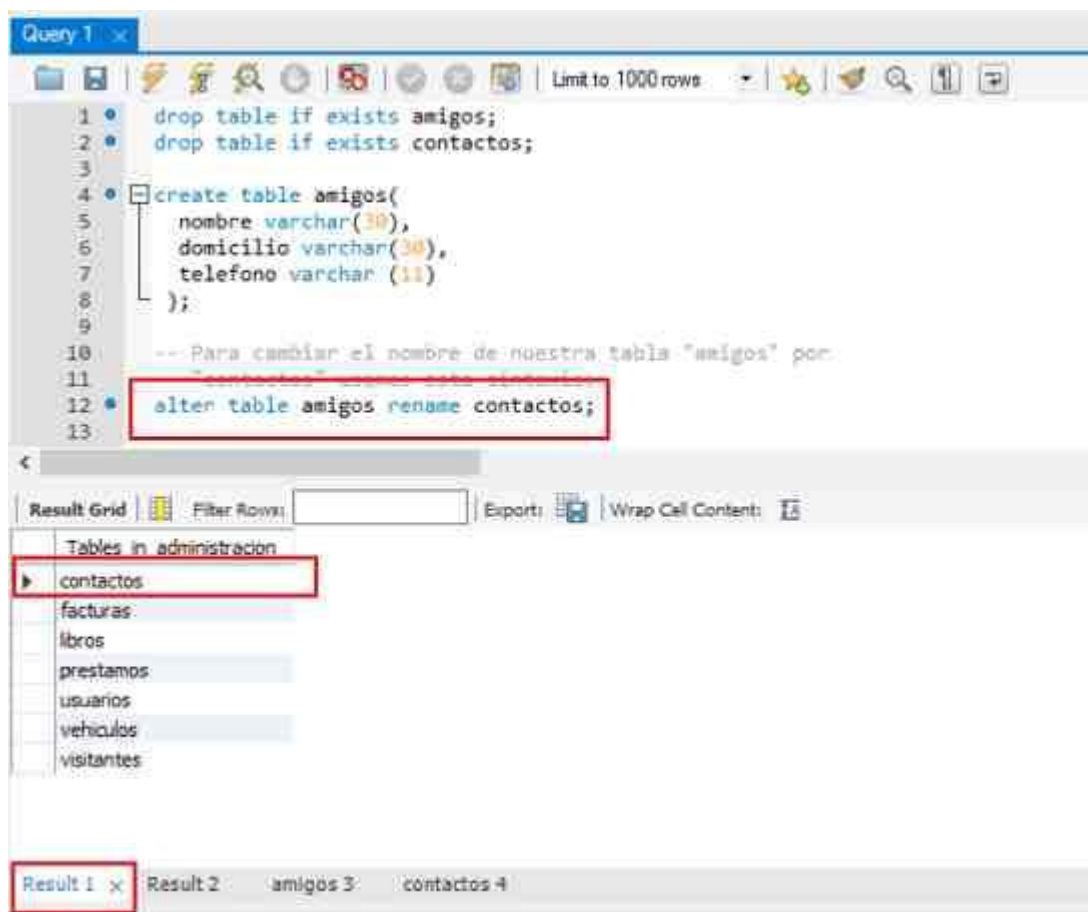 Query 1
Limit to 1000 rows
1 drop table if exists amigos;
2 drop table if exists contactos;
3
4 create table amigos(
5 nombre varchar(30),
6 domicilio varchar(30),
7 telefono varchar (11)
8 );
9
10 -- Para cambiar el nombre de nuestra tabla "amigos" por
11 "contactos"
12 alter table amigos rename contactos;
13
Result Grid Filter Rows: Export: Wrap Cell Content:
Tables_in_administracion
contactos
facturas
libros
prestamos
usuarios
vehiculos
visitantes
Result 1 Result 2 amigos 3 contactos 4